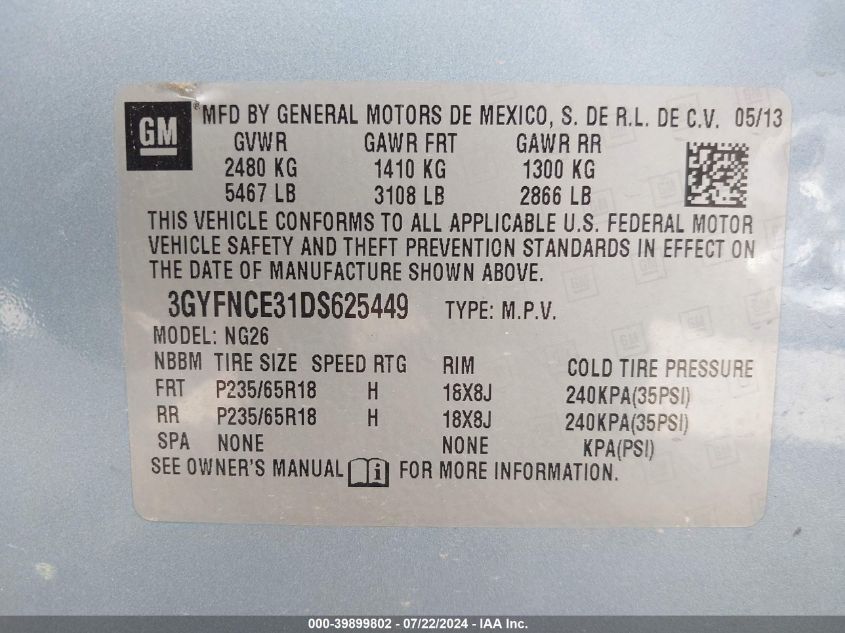 GM
® MFD BY GENERAL MOTORS DE MEXICO, S. DE R.L. DE C.V. 05/13
GVWR GAWR FRT GAWR RR
2480 KG 1410 KG 1300 KG
5467 LB 3108 LB 2866 LB
THIS VEHICLE CONFORMS TO ALL APPLICABLE U.S. FEDERAL MOTOR
VEHICLE SAFETY AND THEFT PREVENTION STANDARDS IN EFFECT ON
THE DATE OF MANUFACTURE SHOWN ABOVE.
3GYFNCE31DS625449 TYPE: M.P.V.
MODEL: NG26
NBBM TIRE SIZE SPEED RTG RIM COLD TIRE PRESSURE
FRT P235/65R18 H 18X8J 240KPA(35PSI)
RR P235/65R18 H 18X8J 240KPA(35PSI)
SPA NONE NONE KPA(PSI)
SEE OWNER'S MANUAL i FOR MORE INFORMATION.
000-39899802 - 07/22/2024 - IAA Inc.